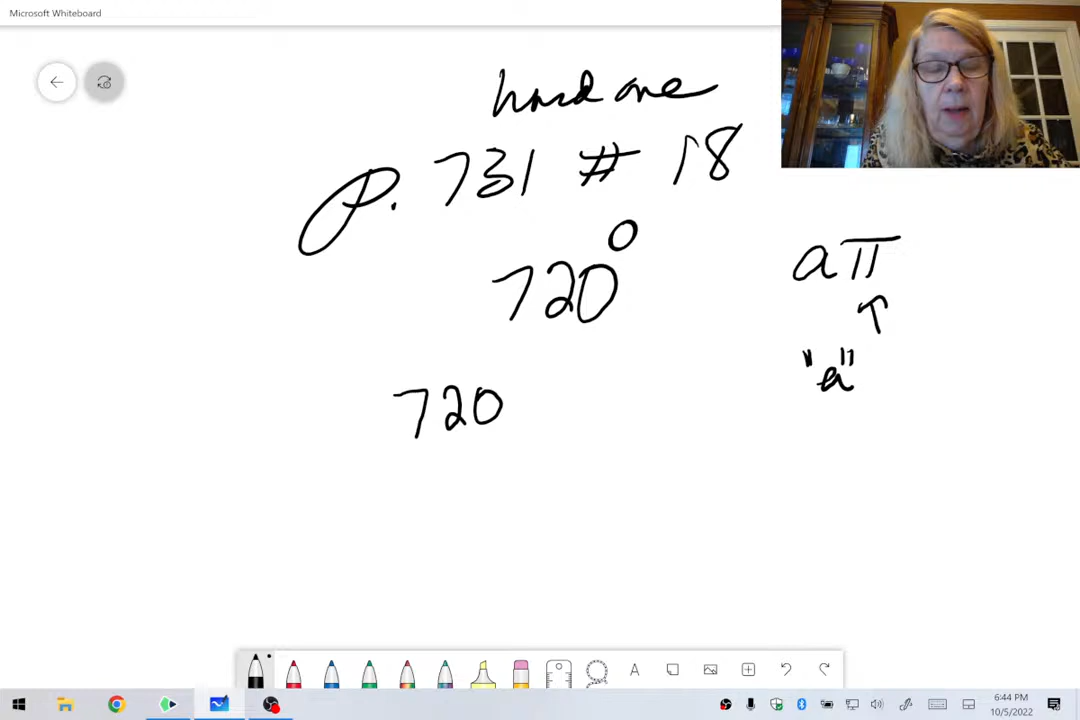 Microsoft Whiteboard
hard one
p. 731 # 18
720°
aπ
↑
"a"
720
A
6:44 PM
10/5/2022